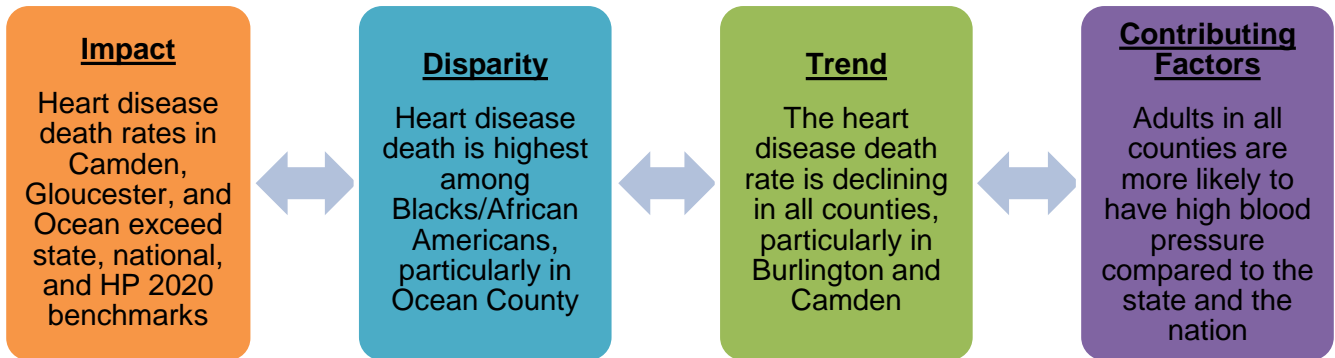 Impact
Heart disease
death rates in
Camden,
Gloucester, and
Ocean exceed
state, national,
and HP 2020
benchmarks
Disparity
Heart disease
death is highest
among
Blacks/African
Americans,
particularly in
Ocean County
Trend
The heart
disease death
rate is declining
in all counties,
particularly in
Burlington and
Camden
Contributing
Factors
Adults in all
counties are
more likely to
have high blood
pressure
compared to the
state and the
nation